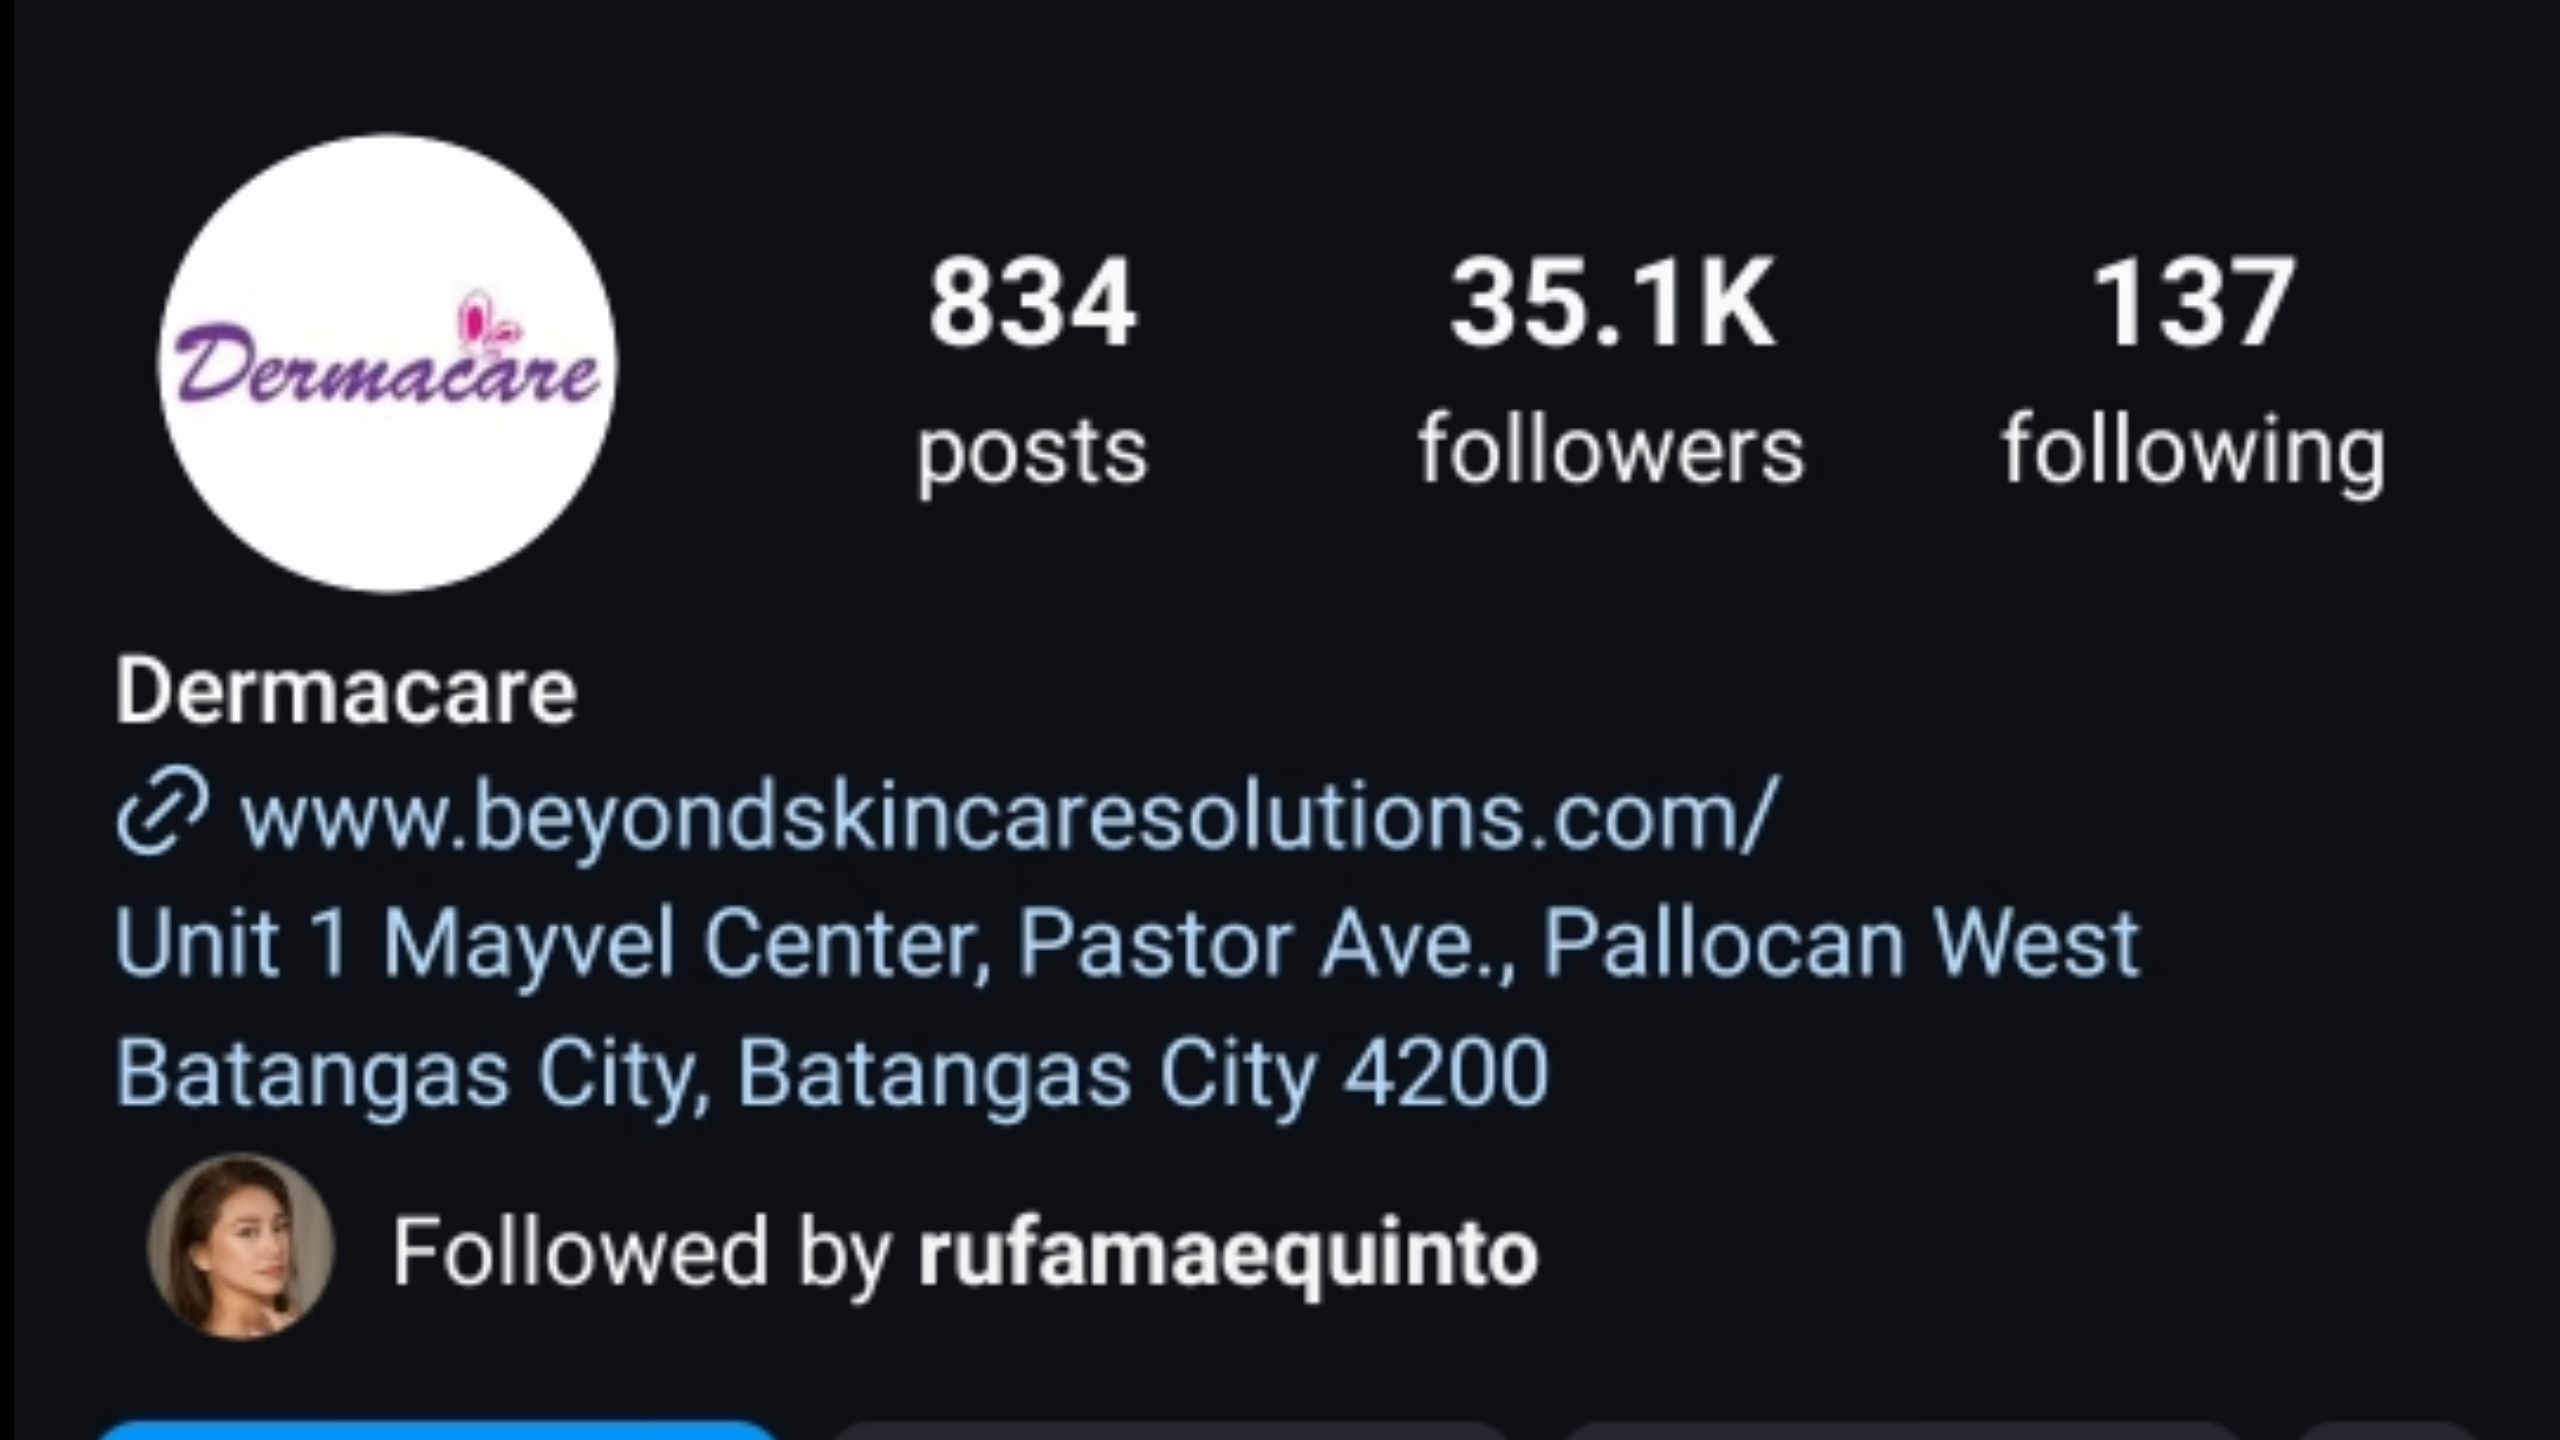 Dermacare
834 35.1K 137
posts followers following
Dermacare
www.beyondskincaresolutions.com/
Unit 1 Mayvel Center, Pastor Ave., Pallocan West
Batangas City, Batangas City 4200
Followed by rufamaequinto